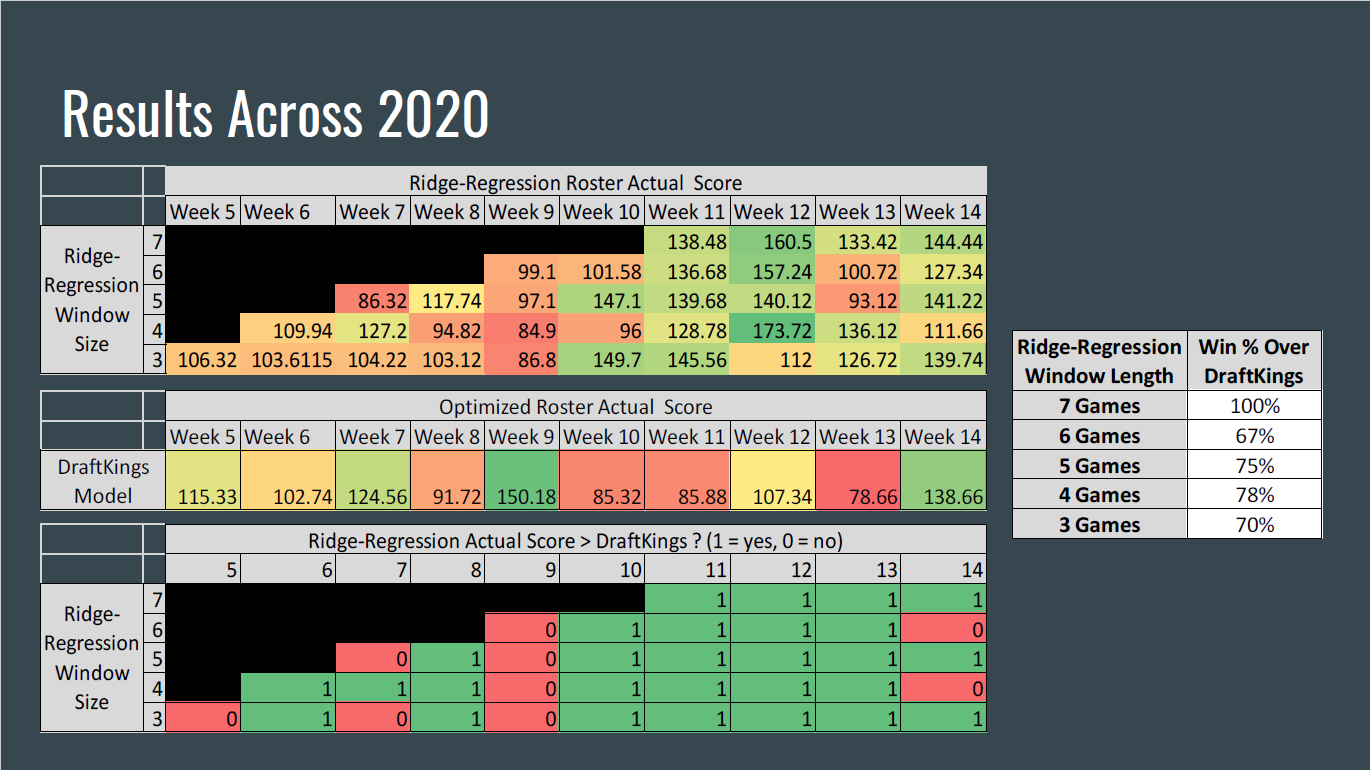 Results Across 2020
Ridge-Regression Roster Actual Score
Week 5 Week 6 Week 7 Week 8 Week 9 Week 10 Week 11 Week 12 Week 13 Week 14
Ridge-
Regression
Window
Size
7 138.48 160.5 133.42 144.44
6 99.1 101.58 136.68 157.24 100.72 127.34
5 86.32 117.74 97.1 147.1 139.68 140.12 93.12 141.22
4 109.94 127.2 94.82 84.9 96 128.78 173.72 136.12 111.66
3 106.32 103.6115 104.22 103.12 86.8 149.7 145.56 112 126.72 139.74
Optimized Roster Actual Score
Week 5 Week 6 Week 7 Week 8 Week 9 Week 10 Week 11 Week 12 Week 13 Week 14
DraftKings
Model
115.33 102.74 124.56 91.72 150.18 85.32 85.88 107.34 78.66 138.66
Ridge-Regression Actual Score > DraftKings ? (1 = yes, 0 = no)
5 6 7 8 9 10 11 12 13 14
Ridge-
Regression
Window
Size
7 1 1 1 1
6 0 1 1 1 1 0
5 0 1 0 1 1 1 1 1
4 1 1 1 0 1 1 1 1 0
3 0 1 0 1 0 1 1 1 1 1
Ridge-Regression
Window Length
Win % Over
DraftKings
7 Games 100%
6 Games 67%
5 Games 75%
4 Games 78%
3 Games 70%